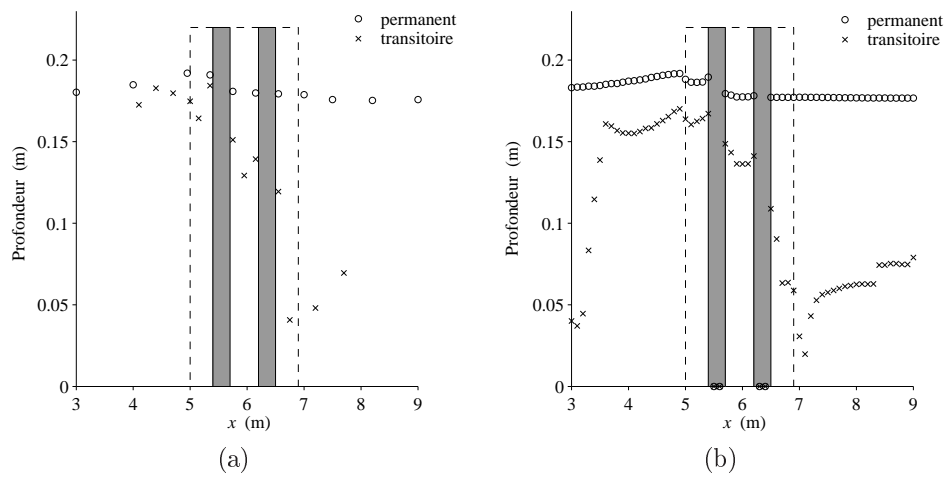 permanent
transitoire
0.2
0.15
0.1
0.05
0
Profondeur (m)
3 4 5 6 7 8 9
x (m)
(a)
permanent
transitoire
0.2
0.15
0.1
0.05
0
Profondeur (m)
3 4 5 6 7 8 9
x (m)
(b)